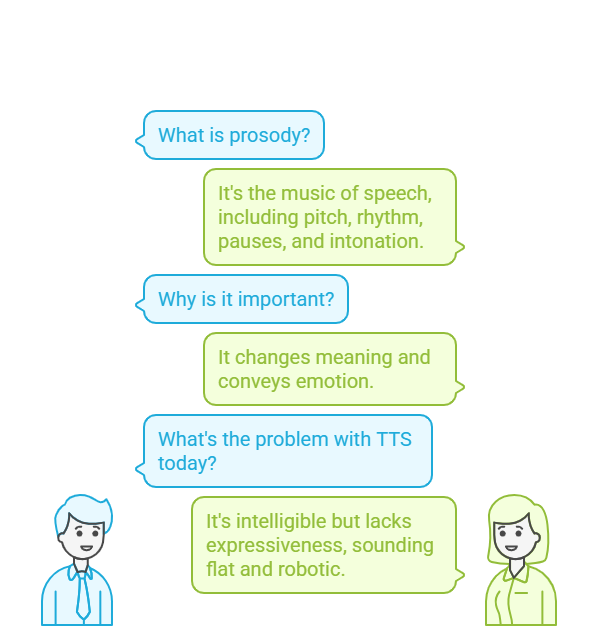 What is prosody?
It's the music of speech,
including pitch, rhythm,
pauses, and intonation.
Why is it important?
It changes meaning and
conveys emotion.
What's the problem with TTS
today?
It's intelligible but lacks
expressiveness, sounding
flat and robotic.